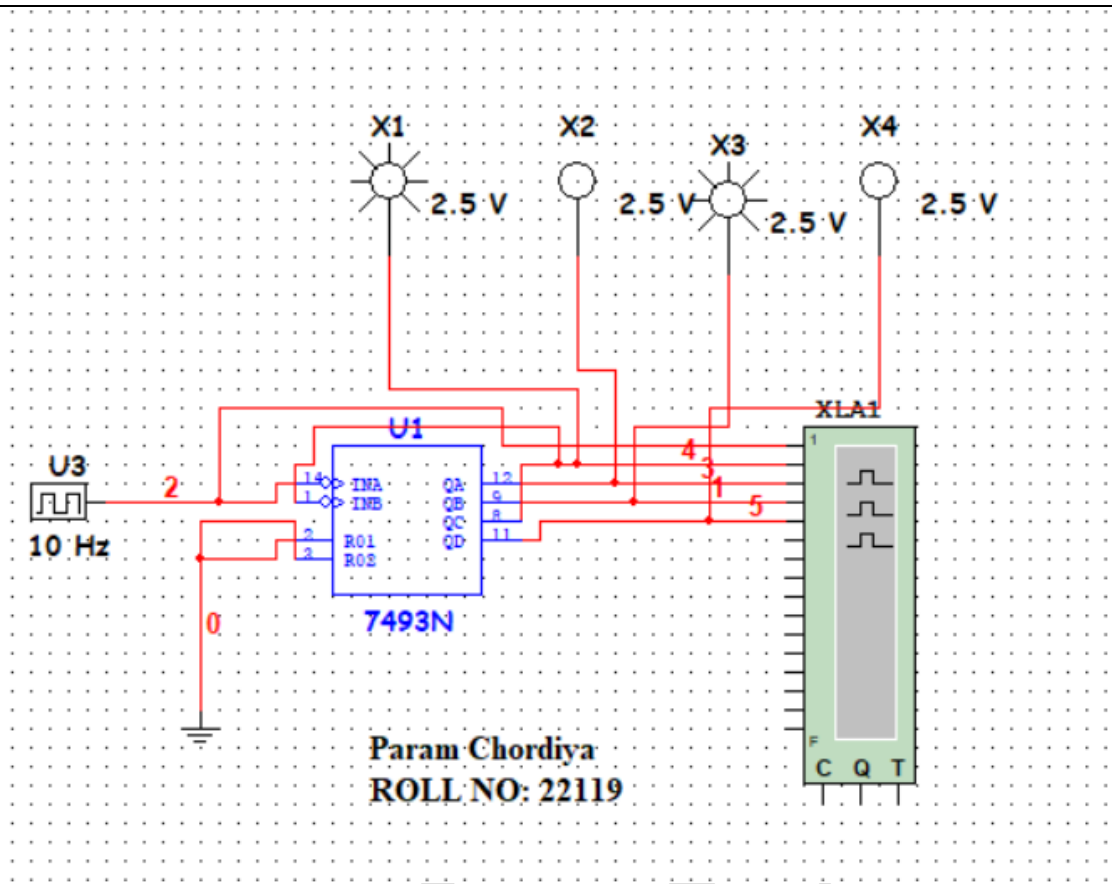 X1
X2
X3
X4
2.5 V
2.5 V
2.5 V
2.5 V
XLA1
U1
1
4
U3
3
2
14
INA
QA
12
1
1
INB
QB
9
5
QC
8
10 Hz
2
R01
QD
11
3
R02
7493N
0
Param Chordiya
F
C Q T
ROLL NO: 22119